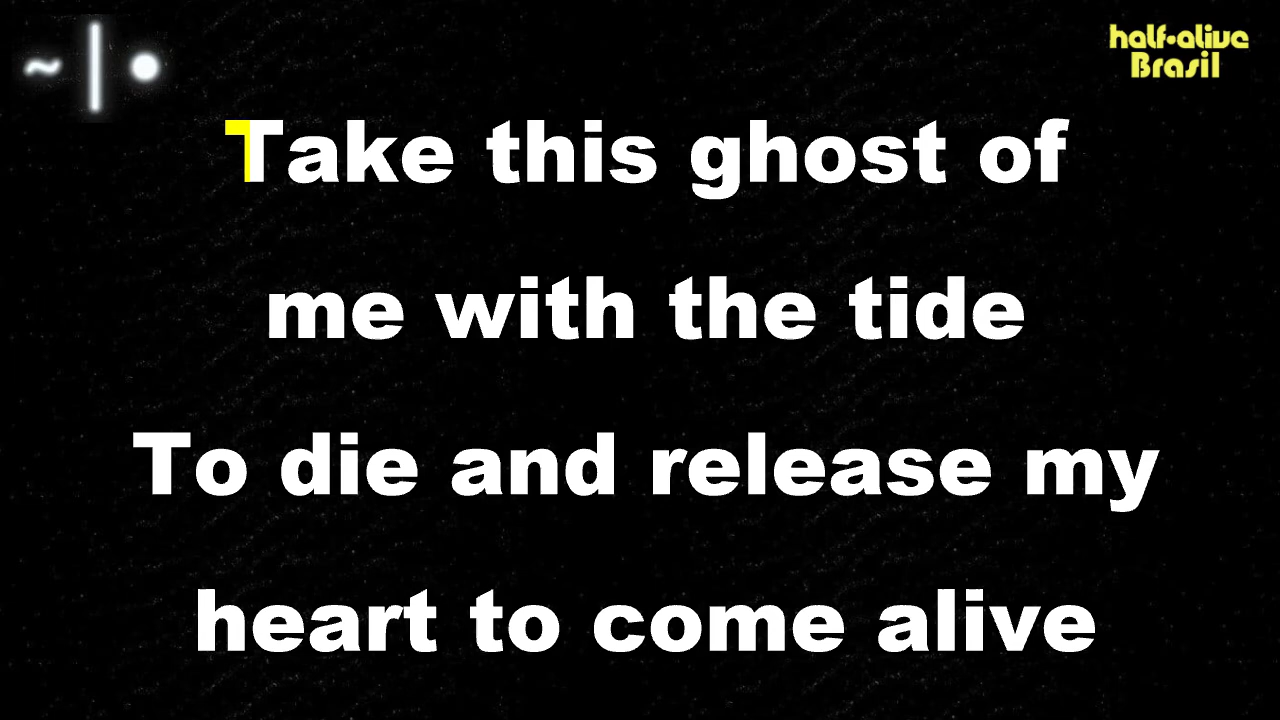 ~ | •
half•alive
Brasil
Take this ghost of
me with the tide
To die and release my
heart to come alive